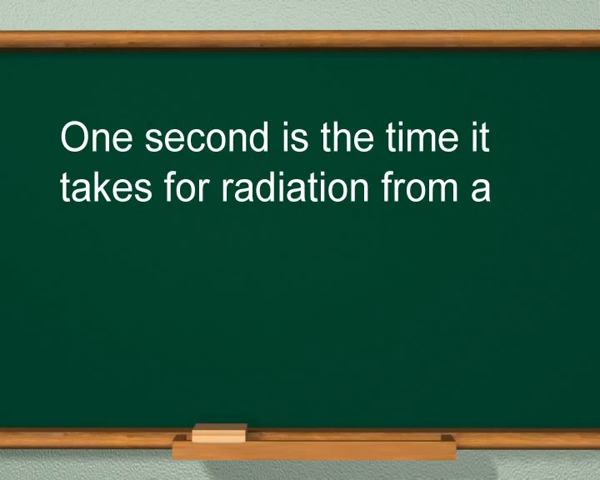 One second is the time it
takes for radiation from a